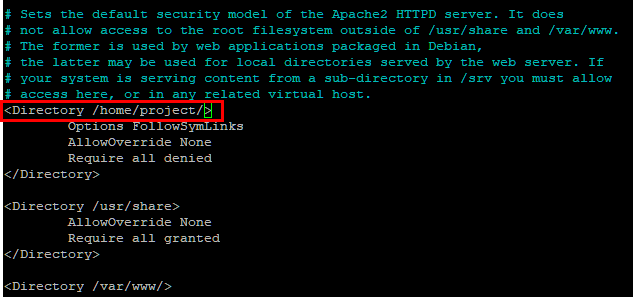 # Sets the default security model of the Apache2 HTTPD server. It does
# not allow access to the root filesystem outside of /usr/share and /var/www.
# The former is used by web applications packaged in Debian,
# the latter may be used for local directories served by the web server. If
# your system is serving content from a sub-directory in /srv you must allow
# access here, or in any related virtual host.
<Directory /home/project/>
        Options FollowSymLinks
        AllowOverride None
        Require all denied
</Directory>

<Directory /usr/share>
        AllowOverride None
        Require all granted
</Directory>

<Directory /var/www/>